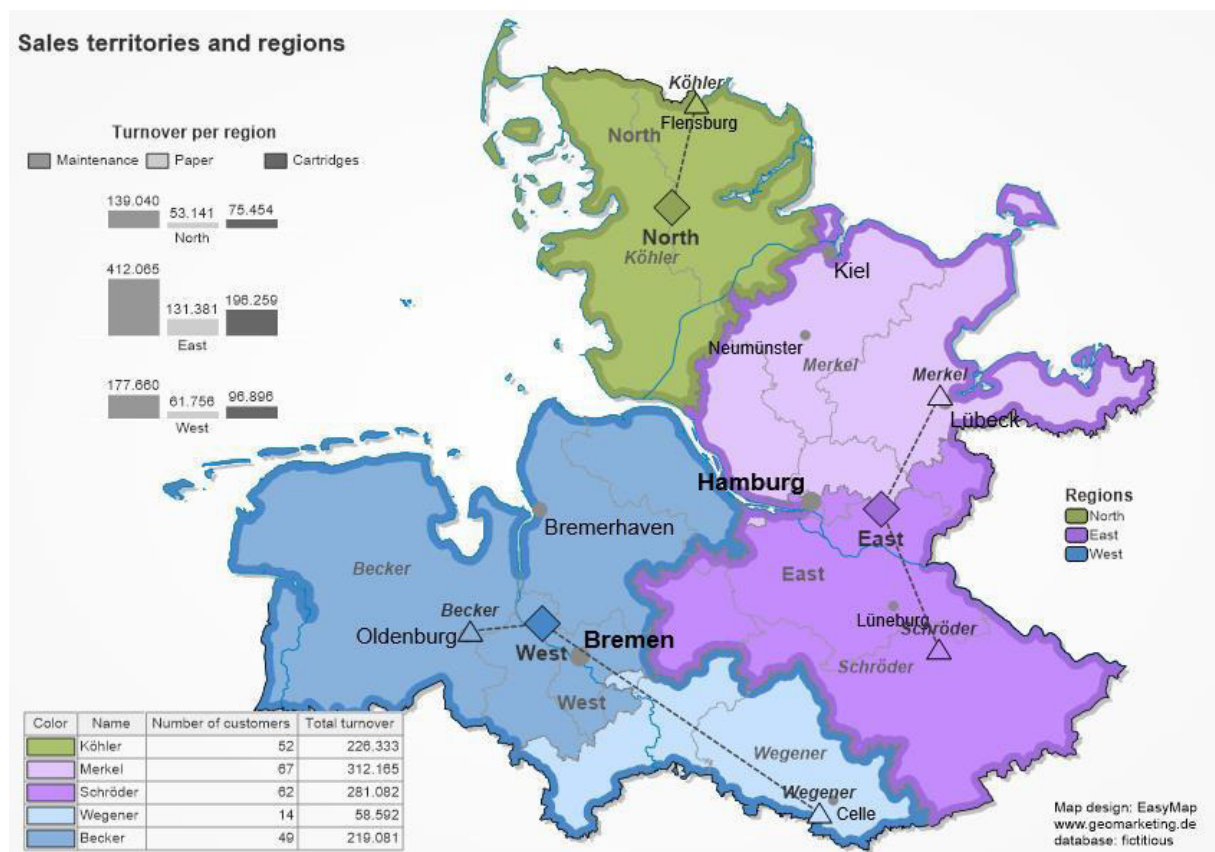 Sales territories and regions
Turnover per region
Maintenance Paper Cartridges
139.040 53.141 75.454
North
412.065 131.381 196.259
East
177.660 61.756 96.896
West
Köhler
Flensburg
North
North
Köhler
Kiel
Neumünster
Merkel
Merkel
Lübeck
Hamburg
East
East
Lüneburg
Schröder
Schröder
Bremerhaven
Becker
Becker
Oldenburg
Bremen
West
West
Wegener
Wegener
Celle
Regions
North
East
West
Color Name Number of customers Total turnover
Köhler 52 226.333
Merkel 67 312.165
Schröder 62 281.082
Wegener 14 58.592
Becker 49 219.081
Map design: EasyMap
www.geomarketing.de
database: fictitious